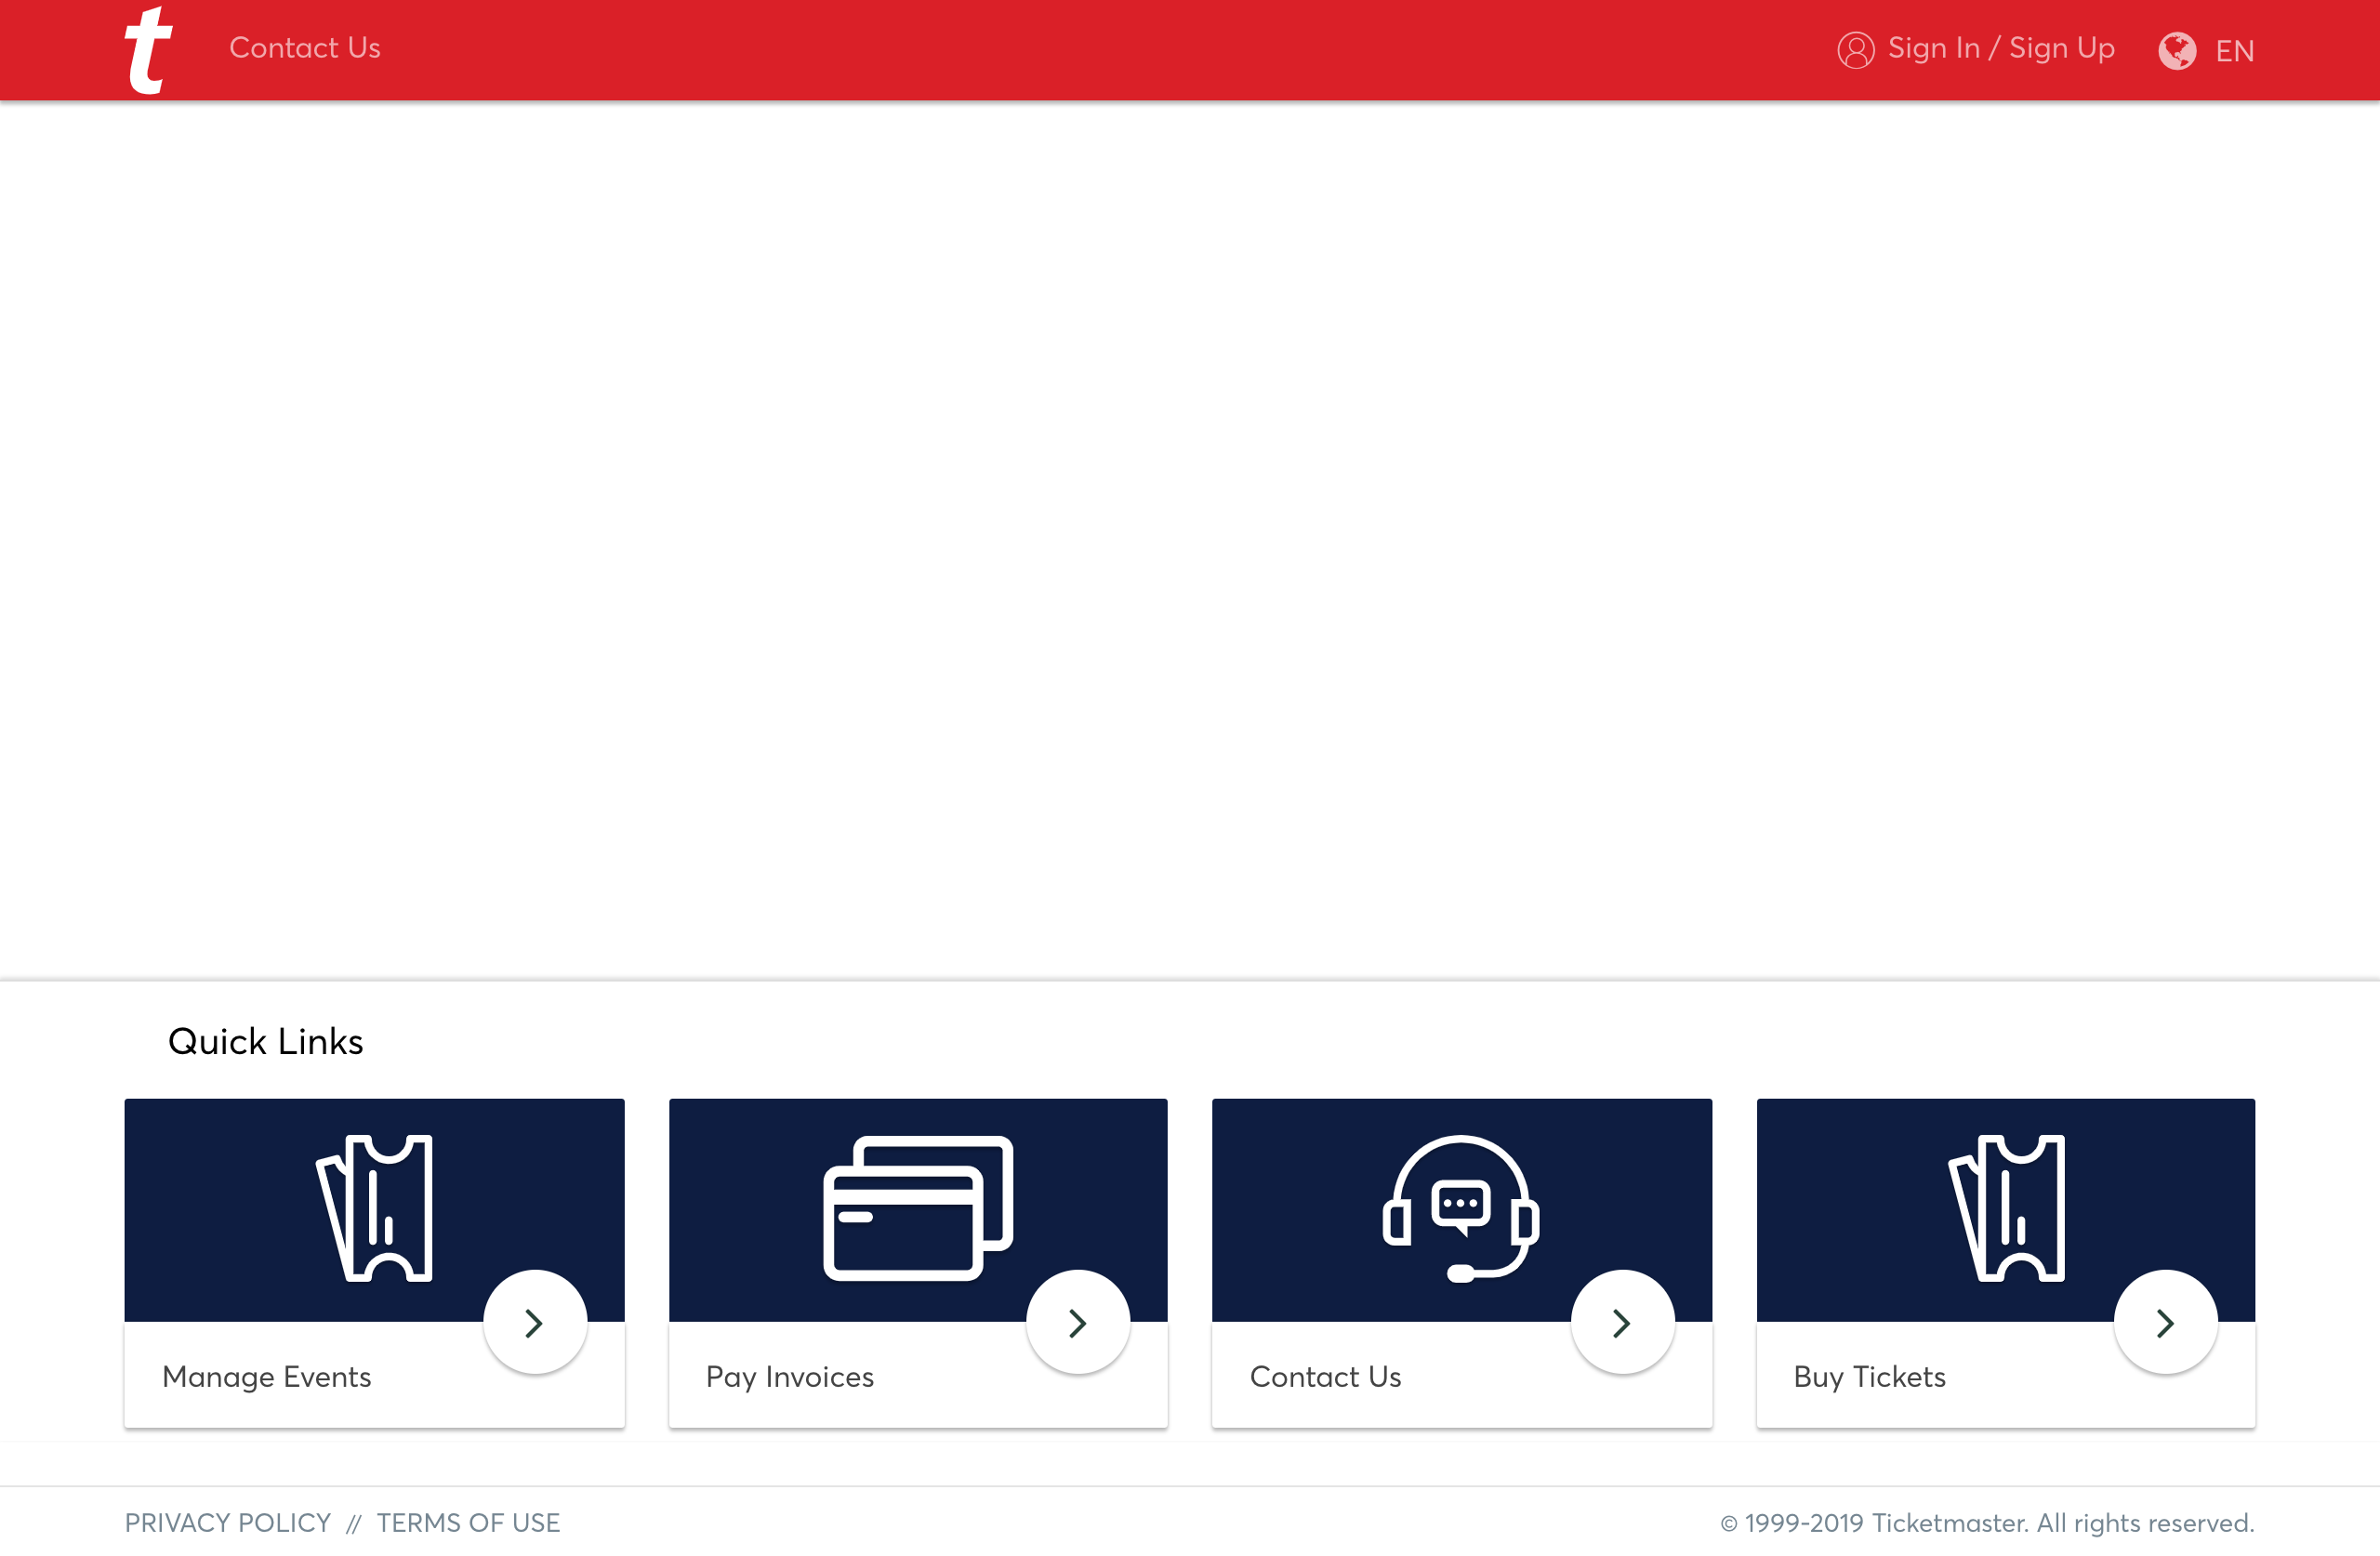 t Contact Us Sign In / Sign Up EN
Quick Links
Manage Events
Pay Invoices
Contact Us
Buy Tickets
PRIVACY POLICY // TERMS OF USE
© 1999-2019 Ticketmaster. All rights reserved.